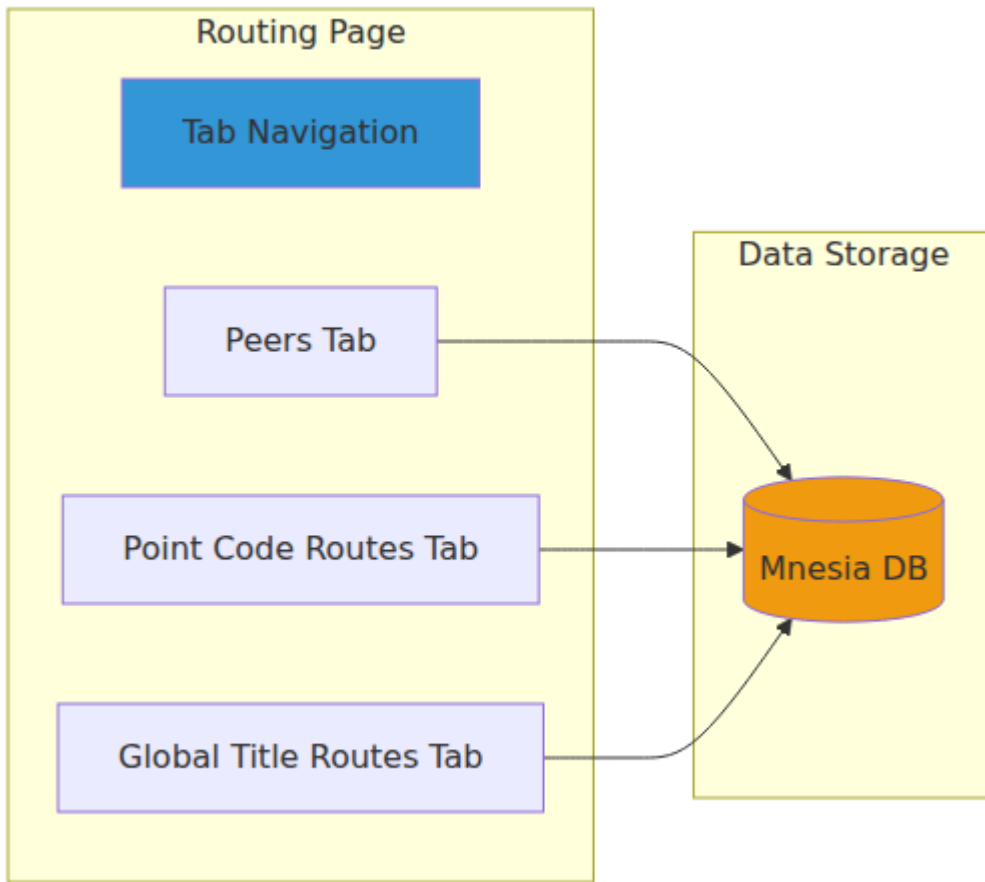 Routing Page
Tab Navigation
Peers Tab
Point Code Routes Tab
Global Title Routes Tab
Data Storage
Mnesia DB